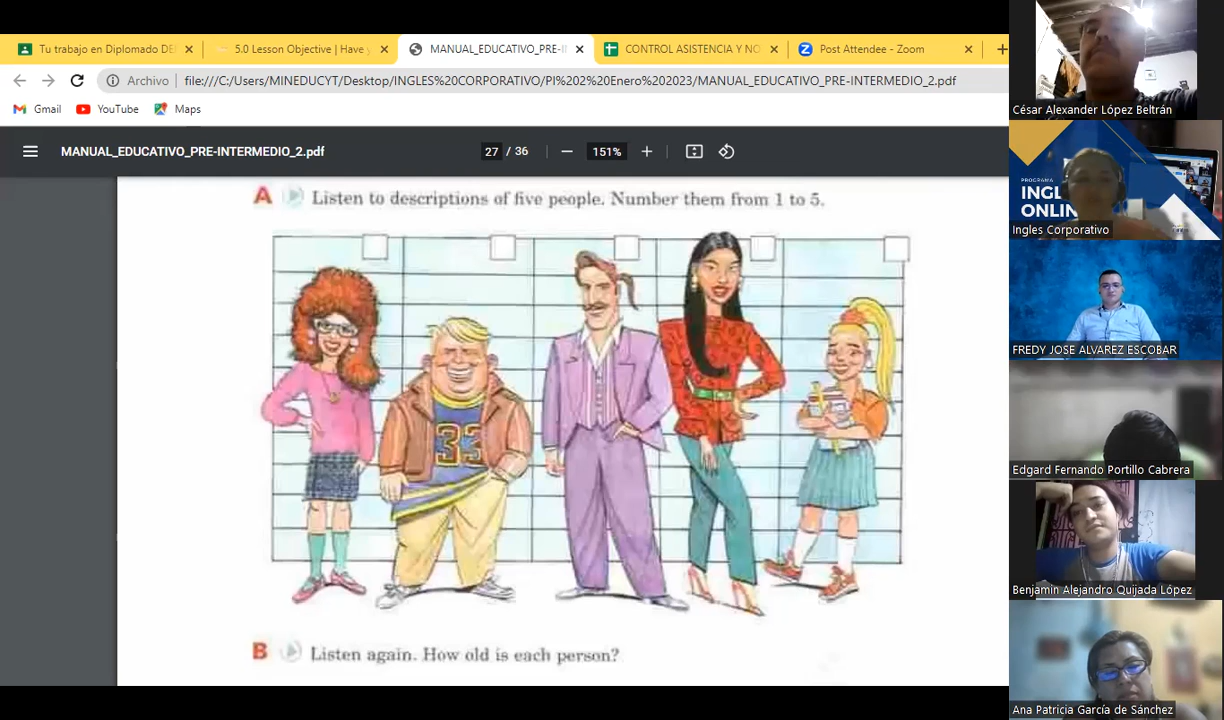 Tu trabajo en Diplomado DE
5.0 Lesson Objective | Have y
MANUAL_EDUCATIVO_PRE-I
CONTROL ASISTENCIA Y NO
Post Attendee - Zoom
Archivo
file:///C:/Users/MINEDUCYT/Desktop/INGLES%20CORPORATIVO/PI%202%20Enero%202023/MANUAL_EDUCATIVO_PRE-INTERMEDIO_2.pdf
Gmail
YouTube
Maps
MANUAL_EDUCATIVO_PRE-INTERMEDIO_2.pdf
27 / 36
151%
A Listen to descriptions of five people. Number them from 1 to 5.
33
B Listen again. How old is each person?
César Alexander López Beltrán
PROGRAMA
INGL
ONLIN
Ingles Corporativo
FREDY JOSE ALVAREZ ESCOBAR
Edgard Fernando Portillo Cabrera
Benjamin Alejandro Quijada López
Ana Patricia García de Sánchez